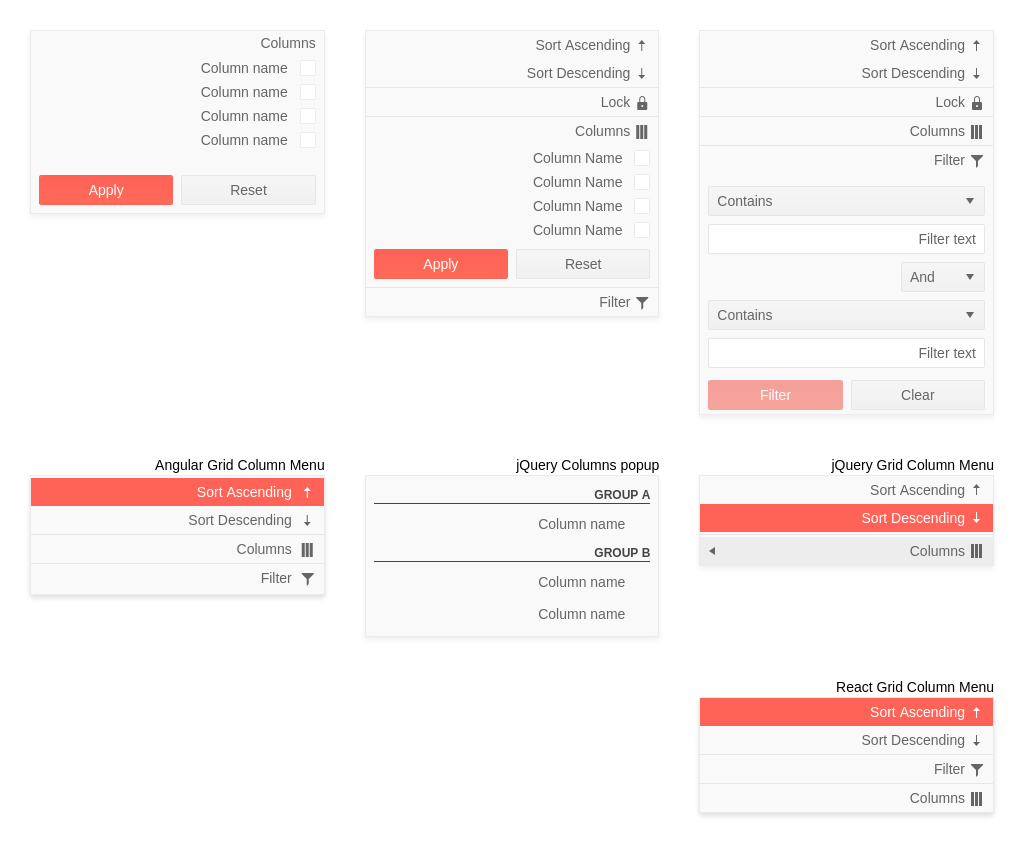 Columns
Column name
Column name
Column name
Column name
Apply
Reset
Sort Ascending
Sort Descending
Lock
Columns
Column Name
Column Name
Column Name
Column Name
Apply
Reset
Filter
Sort Ascending
Sort Descending
Lock
Columns
Filter
Contains
Filter text
And
Contains
Filter text
Filter
Clear
Angular Grid Column Menu
Sort Ascending
Sort Descending
Columns
Filter
jQuery Columns popup
GROUP A
Column name
GROUP B
Column name
Column name
jQuery Grid Column Menu
Sort Ascending
Sort Descending
Columns
React Grid Column Menu
Sort Ascending
Sort Descending
Filter
Columns